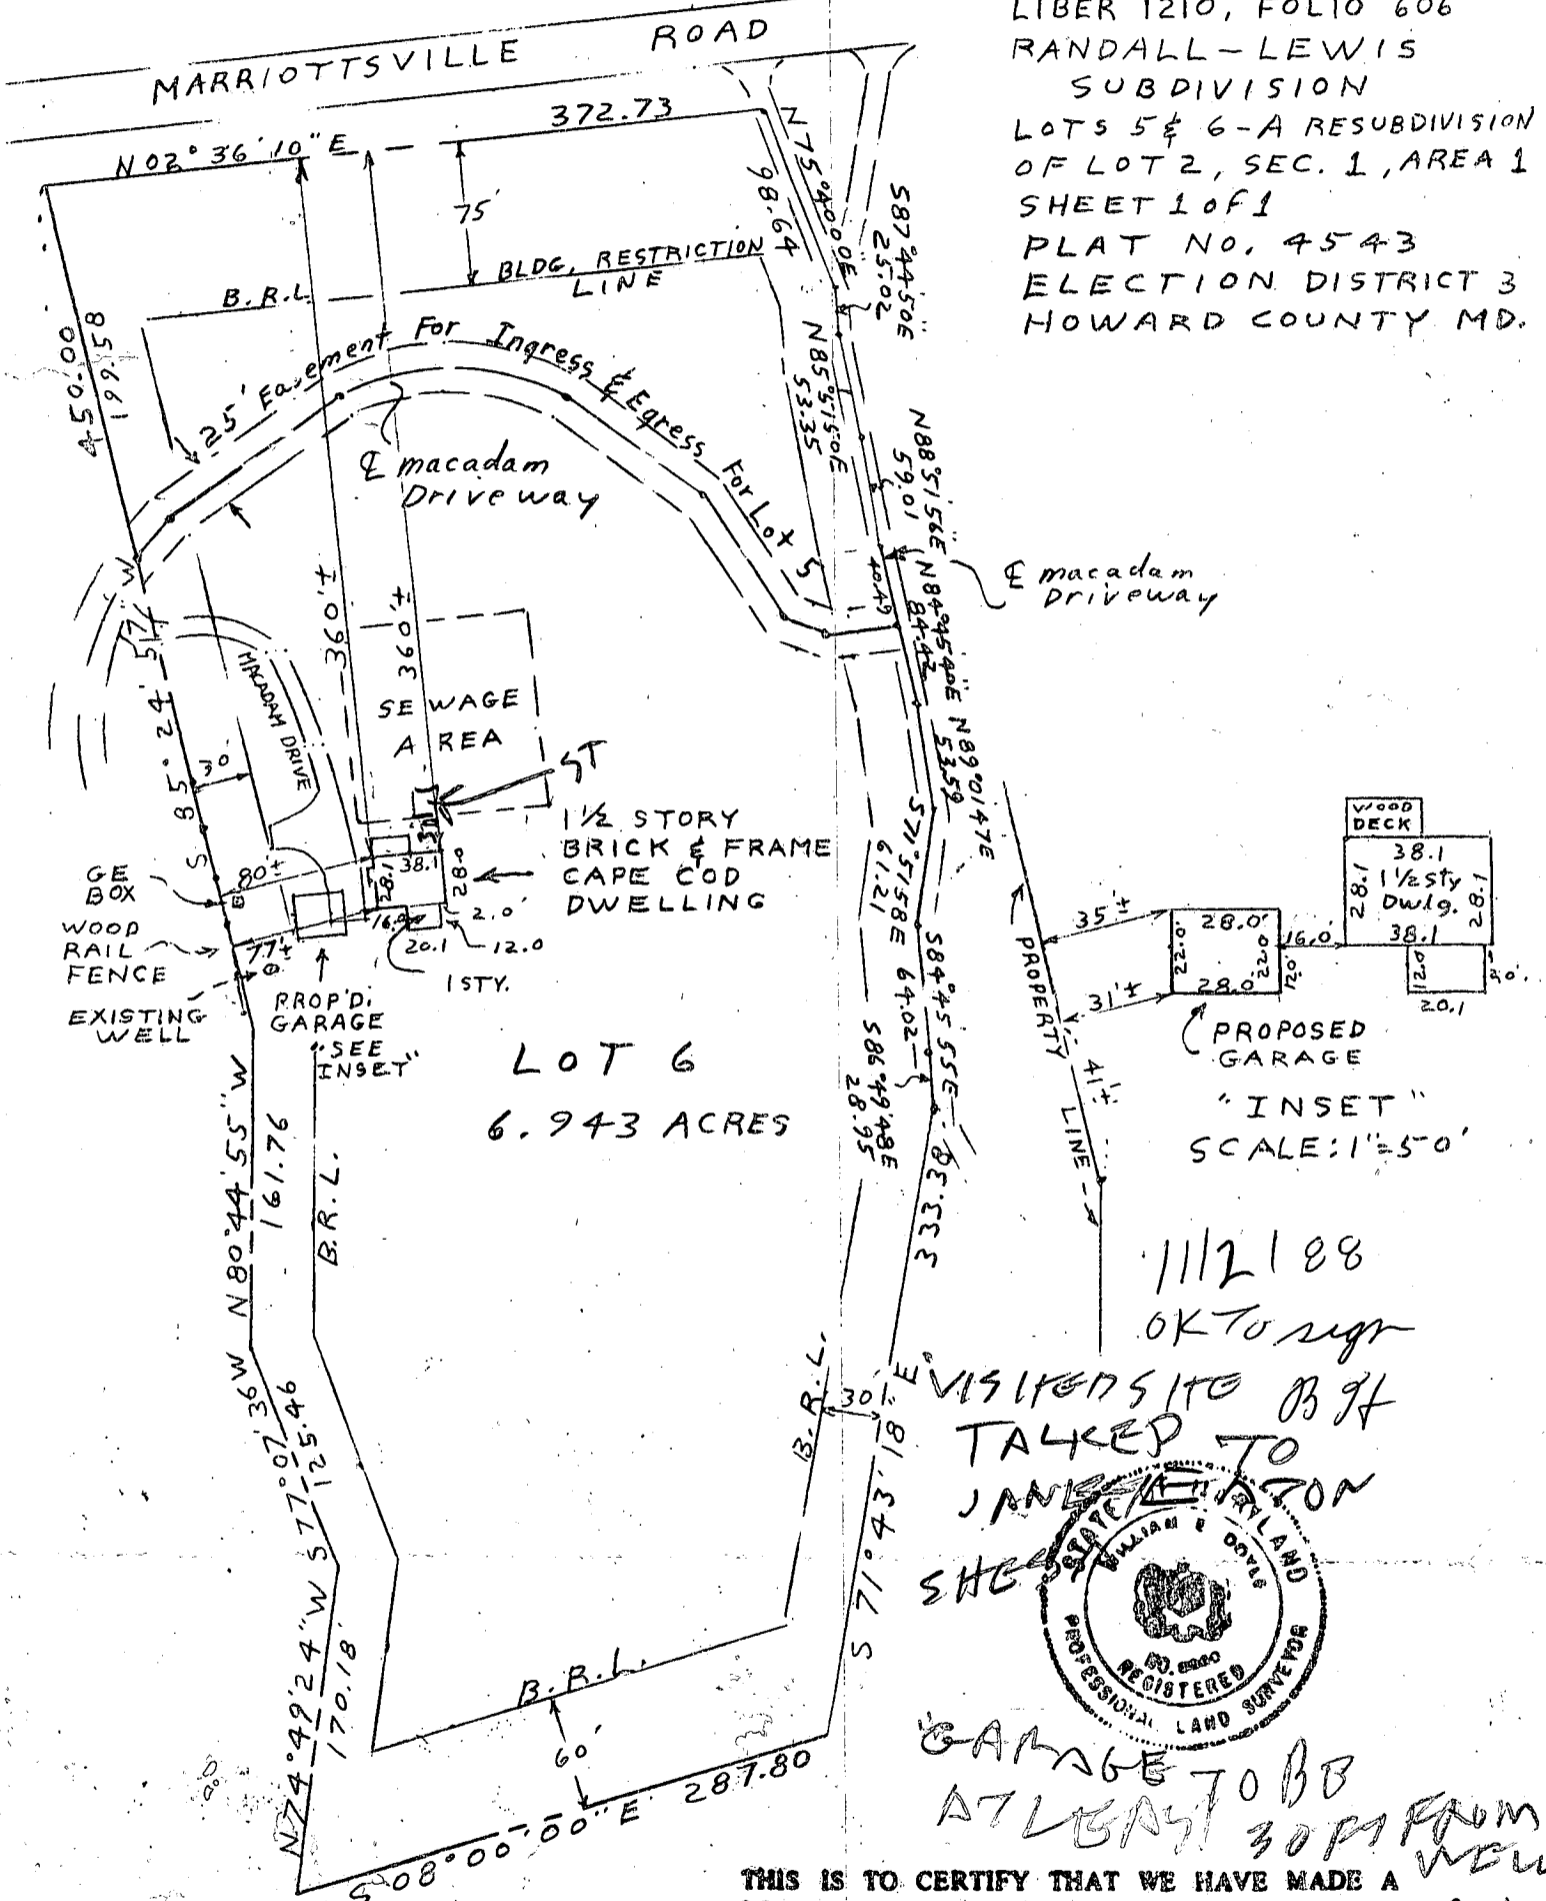 LIBER 1210, FOLIO 606
RANDALL-LEWIS
SUBDIVISION
LOTS 5 & 6-A RESUBDIVISION
OF LOT 2, SEC. 1, AREA 1
SHEET 1 OF 1
PLAT NO. 4543
ELECTION DISTRICT 3
HOWARD COUNTY MD.
MARRIOTTSVILLE ROAD
N 02° 36' 10" E
372.73
75'
BLDG. RESTRICTION
LINE
B.R.L.
450.00
199.58
N 75°40'00"E
98.64
S87°44'50"E
25.02
N85°51'50"E
53.35
N88°51'56"E
59.01
N84°45'40"E
84.42
40.49
N89°01'47"E
53.59
S71°51'58"E
61.21
S84°45'55"E
64.02
S86°49'48"E
28.95
333.38
25' Easement For Ingress & Egress For Lot 5
℄ macadam
Driveway
℄ macadam
Driveway
S 85° 24' 51" W
360'±
360'±
MACADAM DRIVE
SEWAGE
AREA
ST
30'
1½ STORY
BRICK & FRAME
CAPE COD
DWELLING
GE
BOX
80'±
38.1
28.1
28.0
2.0'
12.0
20.1
1 STY.
WOOD
RAIL
FENCE
77'±
EXISTING
WELL
PROP'D.
GARAGE
"SEE
INSET"
LOT 6
6.943 ACRES
N 80° 44' 55" W
161.76
B.R.L.
S 77° 07' 36" W
125.46
N 74° 49' 24" W
170.18'
B.R.L.
60'
S 08° 00' 00" E
287.80
B.R.L.
30'
S 71° 43' 18" E
PROPERTY LINE
35'±
31'±
41'±
22.0'
28.0'
22.0'
28.0'
16.0'
12.0'
WOOD
DECK
38.1
1½ Sty
Dwlg.
28.1
28.1
38.1
12.0
20.1
PROPOSED
GARAGE
"INSET"
SCALE: 1"=50'
11/2/88
OK To sign
VISITED SITE
TALKED TO
SHE
STATE
MARYLAND
WILLIAM E DOYLE
REGISTERED
PROFESSIONAL LAND SURVEYOR
GARAGE TO BE
AT LEAST 30 FT FROM
WELL
THIS IS TO CERTIFY THAT WE HAVE MADE A